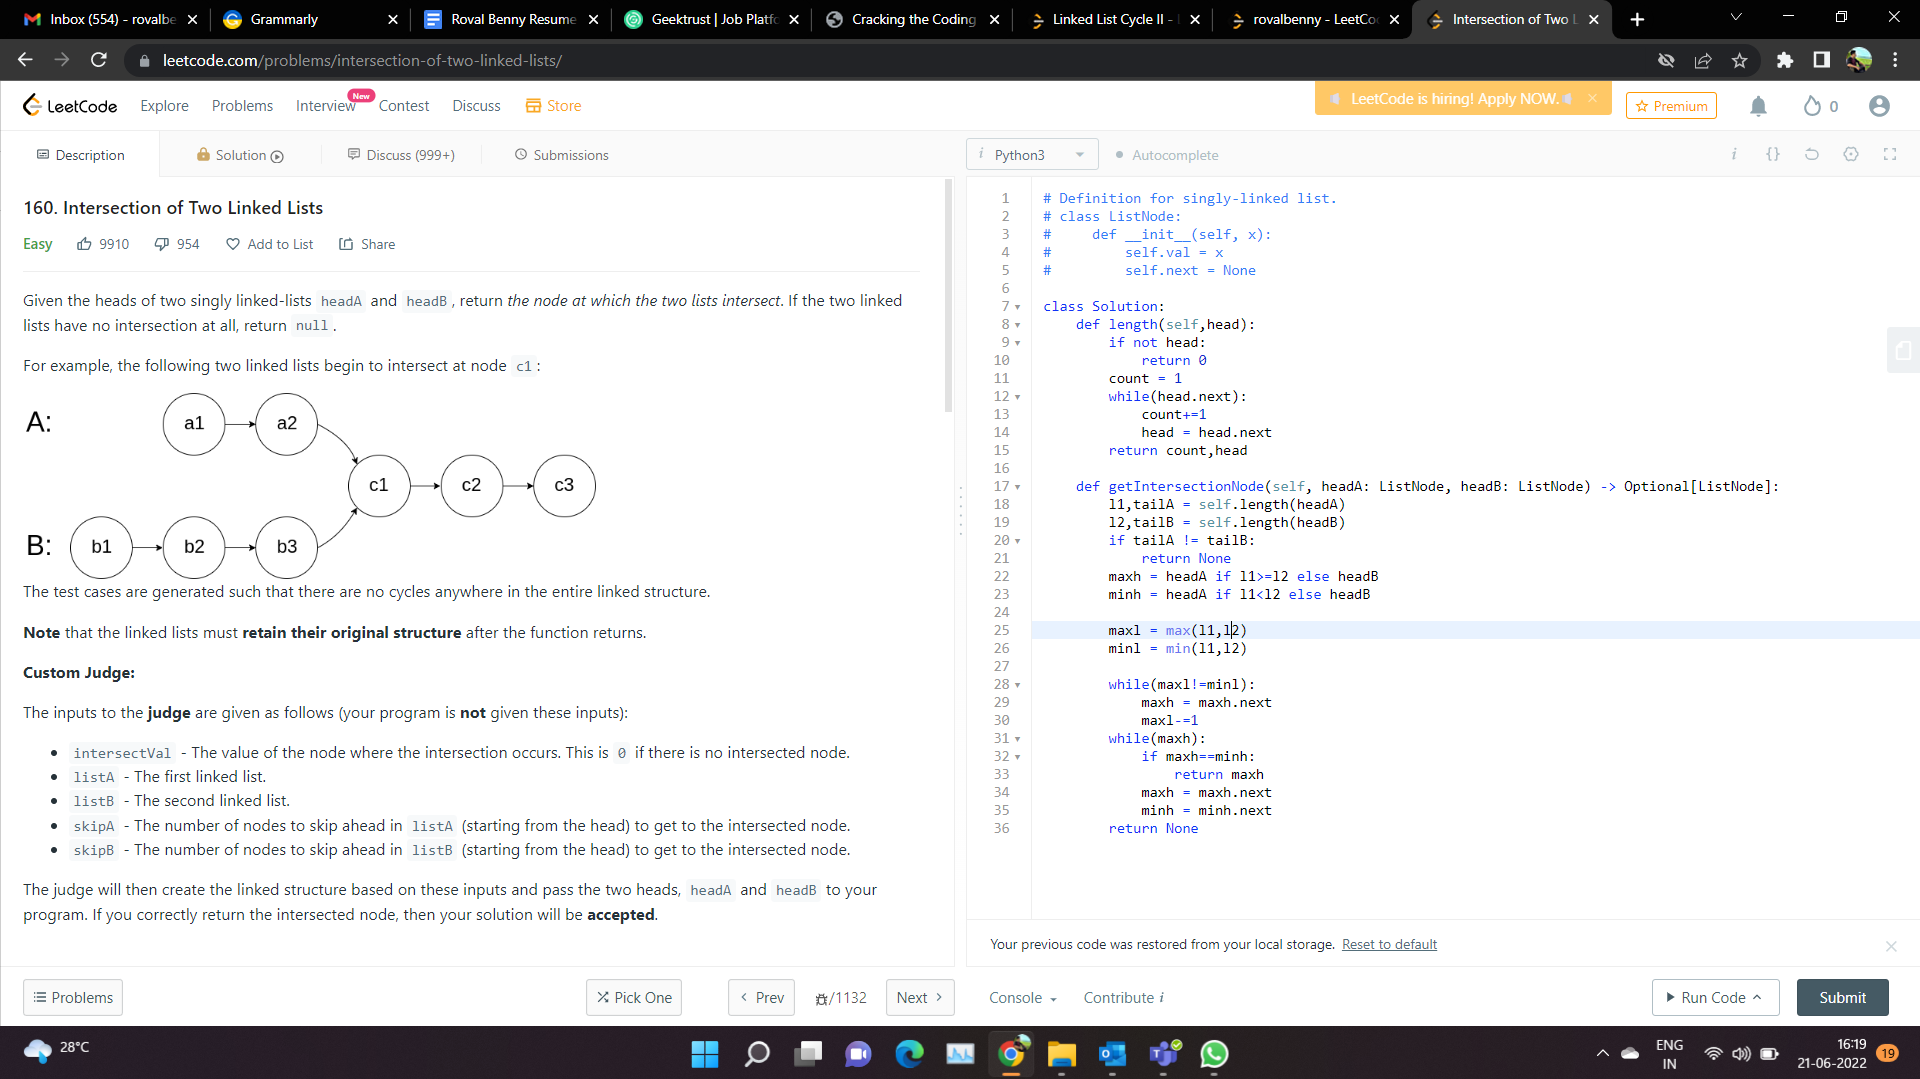 Inbox (554) - rovalbe
Grammarly
Roval Benny Resume
Geektrust | Job Platfo
Cracking the Coding
Linked List Cycle II -
rovalbenny - LeetCo
Intersection of Two L
leetcode.com/problems/intersection-of-two-linked-lists/
LeetCode
Explore
Problems
Interview
New
Contest
Discuss
Store
LeetCode is hiring! Apply NOW.
Premium
0
Description
Solution
Discuss (999+)
Submissions
i Python3
Autocomplete
i {}
160. Intersection of Two Linked Lists
Easy 9910 954 Add to List Share
Given the heads of two singly linked-lists headA and headB , return the node at which the two lists intersect. If the two linked
lists have no intersection at all, return null .
For example, the following two linked lists begin to intersect at node c1 :
A: a1 a2
c1 c2 c3
B: b1 b2 b3
The test cases are generated such that there are no cycles anywhere in the entire linked structure.
Note that the linked lists must retain their original structure after the function returns.
Custom Judge:
The inputs to the judge are given as follows (your program is not given these inputs):
• intersectVal - The value of the node where the intersection occurs. This is 0 if there is no intersected node.
• listA - The first linked list.
• listB - The second linked list.
• skipA - The number of nodes to skip ahead in listA (starting from the head) to get to the intersected node.
• skipB - The number of nodes to skip ahead in listB (starting from the head) to get to the intersected node.
The judge will then create the linked structure based on these inputs and pass the two heads, headA and headB to your
program. If you correctly return the intersected node, then your solution will be accepted.
1 # Definition for singly-linked list.
2 # class ListNode:
3 #     def __init__(self, x):
4 #         self.val = x
5 #         self.next = None
6
7 class Solution:
8     def length(self,head):
9         if not head:
10             return 0
11         count = 1
12         while(head.next):
13             count+=1
14             head = head.next
15         return count,head
16
17     def getIntersectionNode(self, headA: ListNode, headB: ListNode) -> Optional[ListNode]:
18         l1,tailA = self.length(headA)
19         l2,tailB = self.length(headB)
20         if tailA != tailB:
21             return None
22         maxh = headA if l1>=l2 else headB
23         minh = headA if l1<l2 else headB
24
25         maxl = max(l1,l2)
26         minl = min(l1,l2)
27
28         while(maxl!=minl):
29             maxh = maxh.next
30             maxl-=1
31         while(maxh):
32             if maxh==minh:
33                 return maxh
34             maxh = maxh.next
35             minh = minh.next
36         return None
Your previous code was restored from your local storage. Reset to default
Problems
Pick One
Prev
/1132
Next
Console
Contribute i
Run Code
Submit
28°C
ENG
IN
16:19
21-06-2022
19